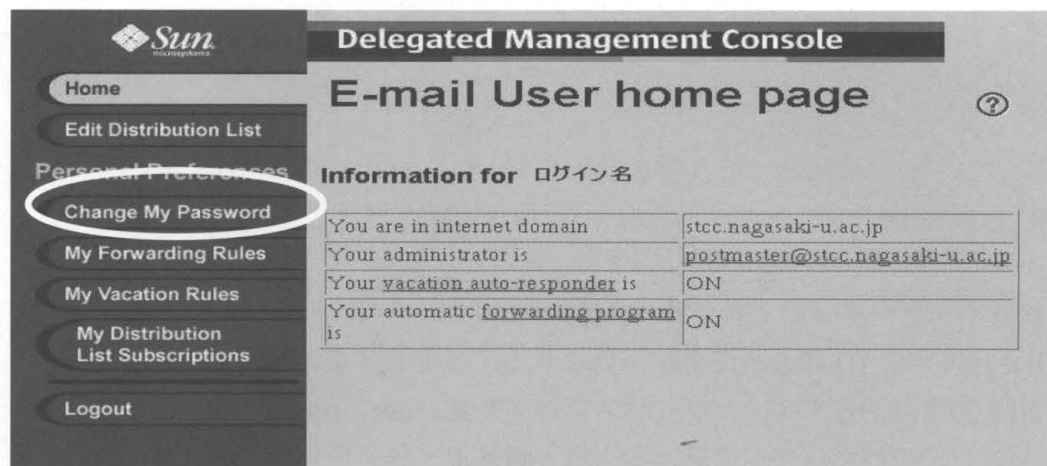 Sun
microsystems
Delegated Management Console
Home
Edit Distribution List
Personal Preferences
Change My Password
My Forwarding Rules
My Vacation Rules
My Distribution
List Subscriptions
Logout
E-mail User home page
?
Information for ログイン名
You are in internet domain stcc.nagasaki-u.ac.jp
Your administrator is postmaster@stcc.nagasaki-u.ac.jp
Your vacation auto-responder is ON
Your automatic forwarding program
is ON